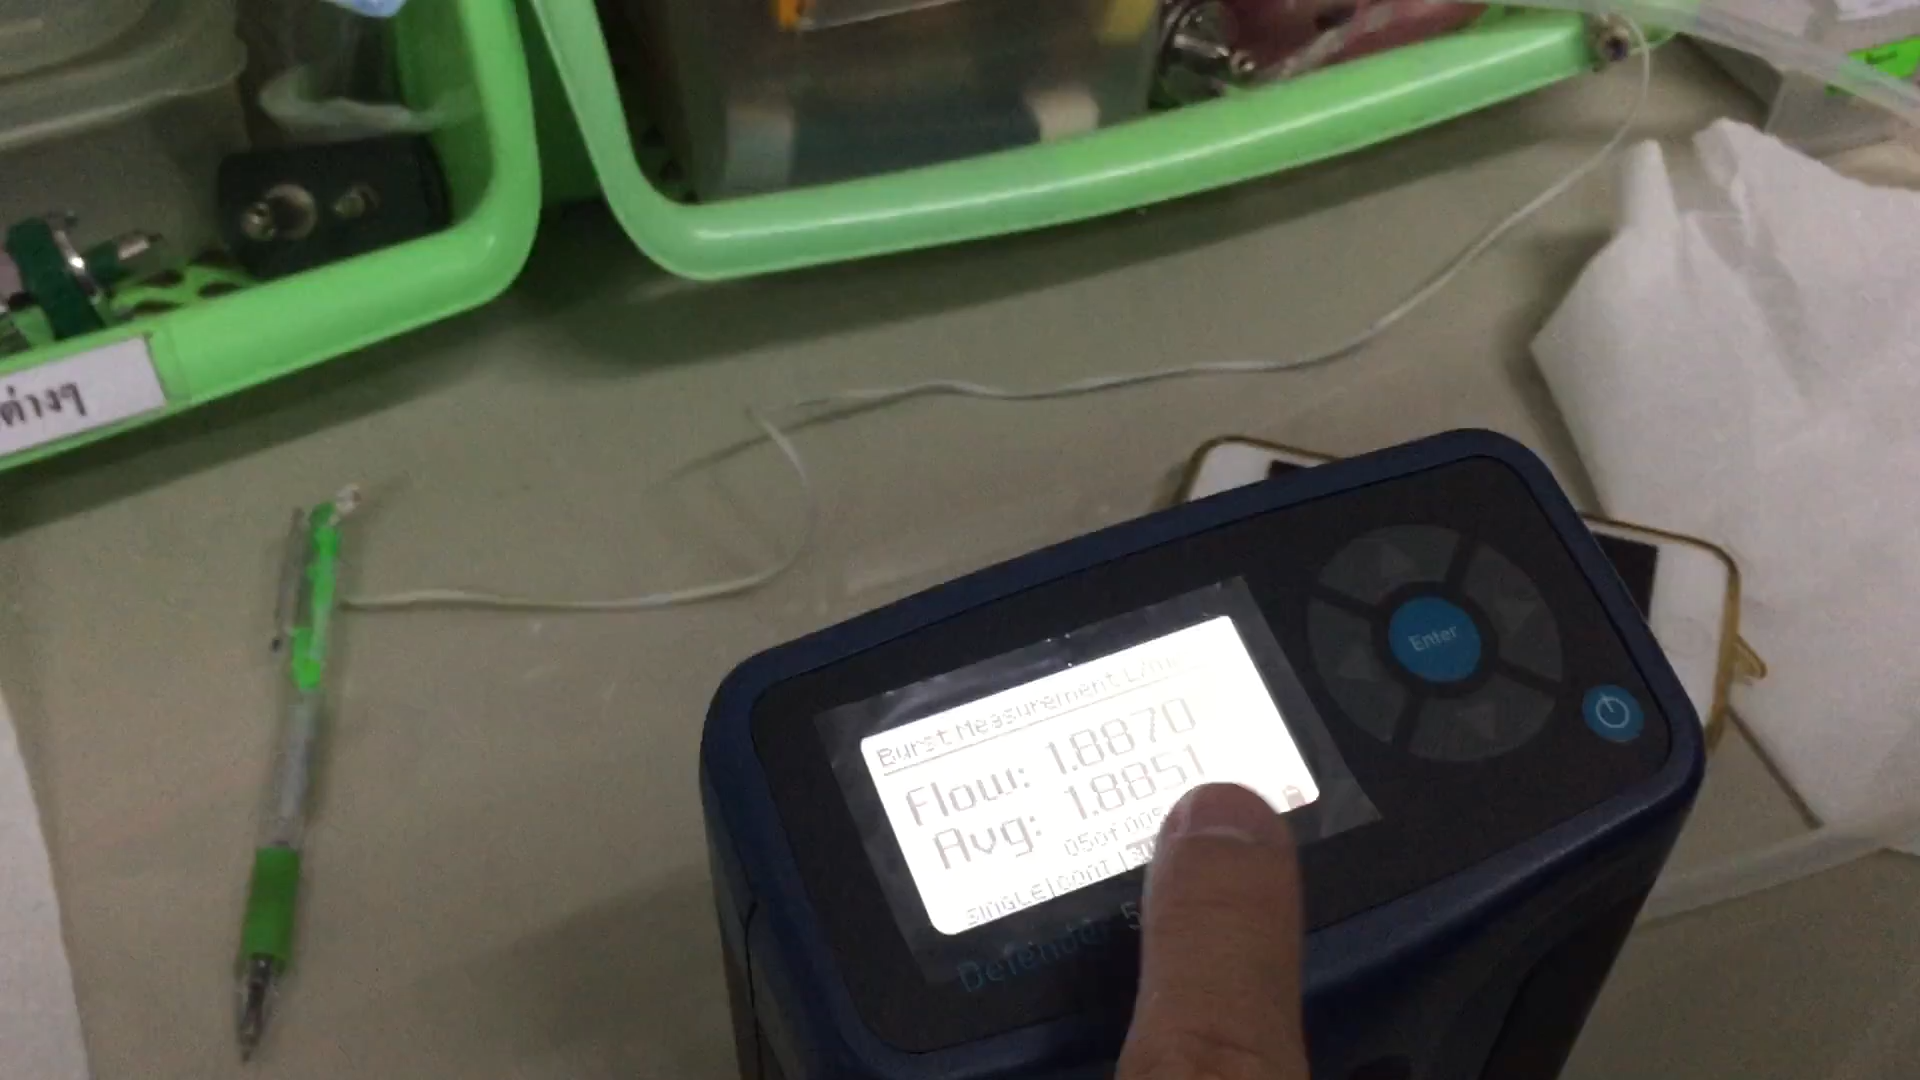 ต่างๆ
Burst Measurement
Flow: 1.8870
Avg: 1.8851
SINGLE|CONT|
Defender 5
Enter